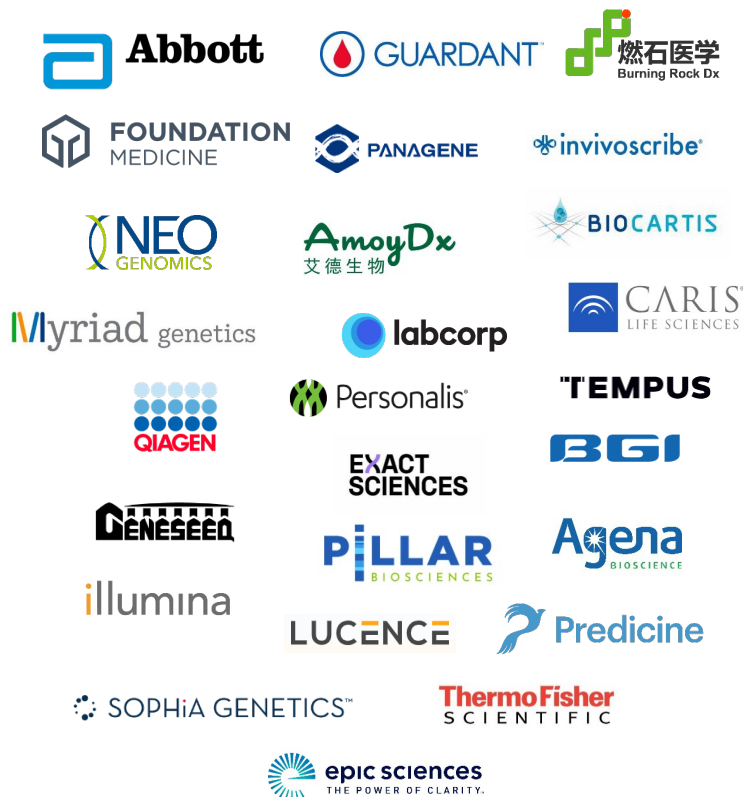 Abbott
GUARDANT™
燃石医学
Burning Rock Dx
FOUNDATION
MEDICINE
PANAGENE
invivoscribe®
NEO
GENOMICS
AmoyDx
艾德生物
BIOCARTIS
Myriad genetics
labcorp
CARIS®
LIFE SCIENCES
QIAGEN
Personalis®
TEMPUS
EXACT
SCIENCES
BGI
GENESEEQ
PiLLAR
BIOSCIENCES
Agena
BIOSCIENCE
illumina
LUCENCE
Predicine
SOPHiA GENETICS™
ThermoFisher
SCIENTIFIC
epic sciences
THE POWER OF CLARITY.